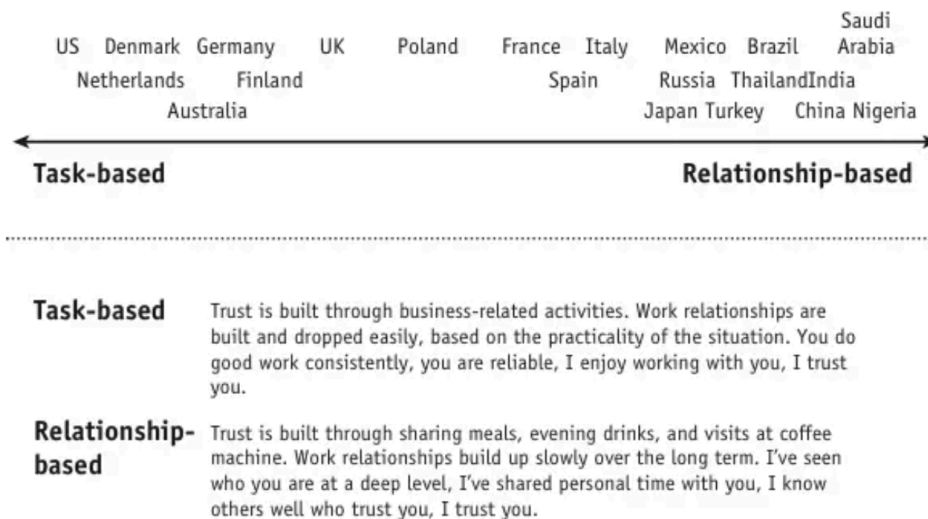 Saudi
US Denmark Germany UK Poland France Italy Mexico Brazil Arabia
Netherlands Finland Spain Russia ThailandIndia
Australia Japan Turkey China Nigeria
Task-based Relationship-based
Task-based Trust is built through business-related activities. Work relationships are
built and dropped easily, based on the practicality of the situation. You do
good work consistently, you are reliable, I enjoy working with you, I trust
you.
Relationship- Trust is built through sharing meals, evening drinks, and visits at coffee
based machine. Work relationships build up slowly over the long term. I've seen
who you are at a deep level, I've shared personal time with you, I know
others well who trust you, I trust you.